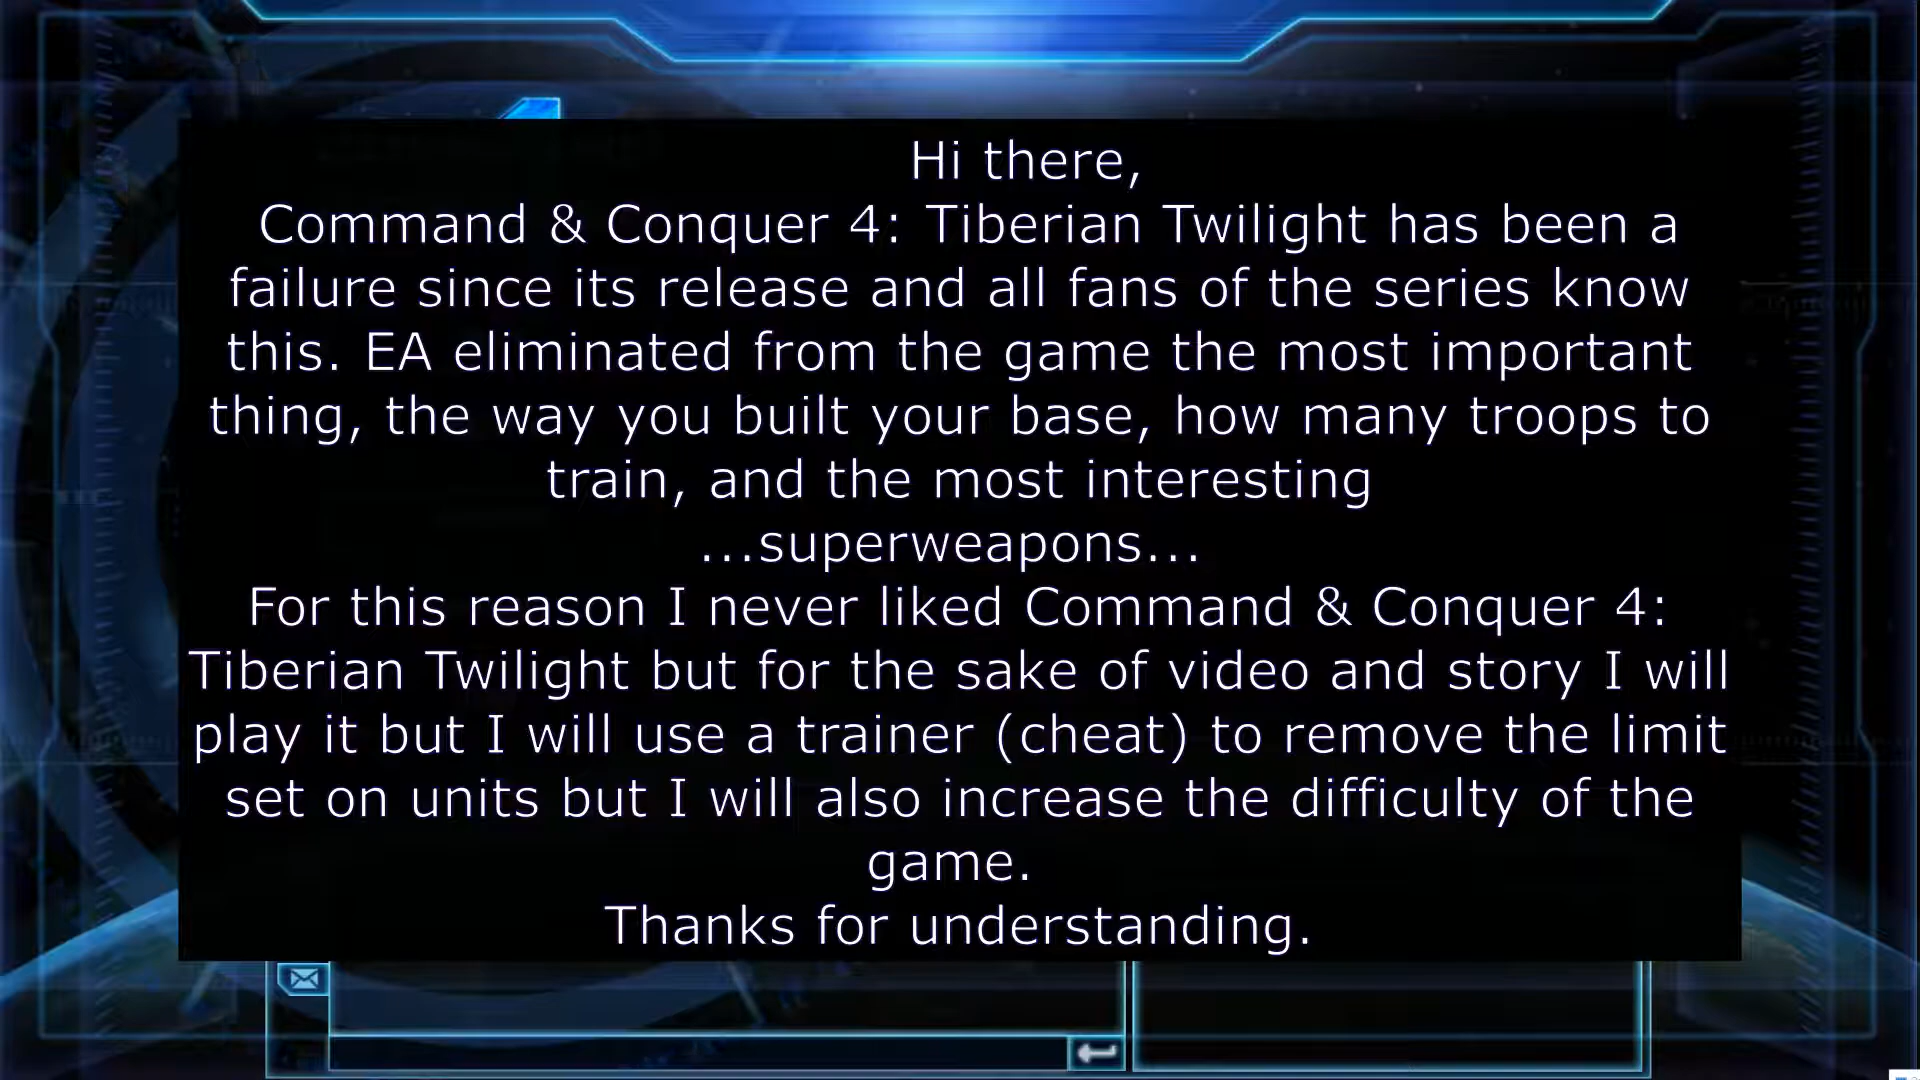 Hi there,
Command & Conquer 4: Tiberian Twilight has been a
failure since its release and all fans of the series know
this. EA eliminated from the game the most important
thing, the way you built your base, how many troops to
train, and the most interesting
...superweapons...
For this reason I never liked Command & Conquer 4:
Tiberian Twilight but for the sake of video and story I will
play it but I will use a trainer (cheat) to remove the limit
set on units but I will also increase the difficulty of the
game.
Thanks for understanding.